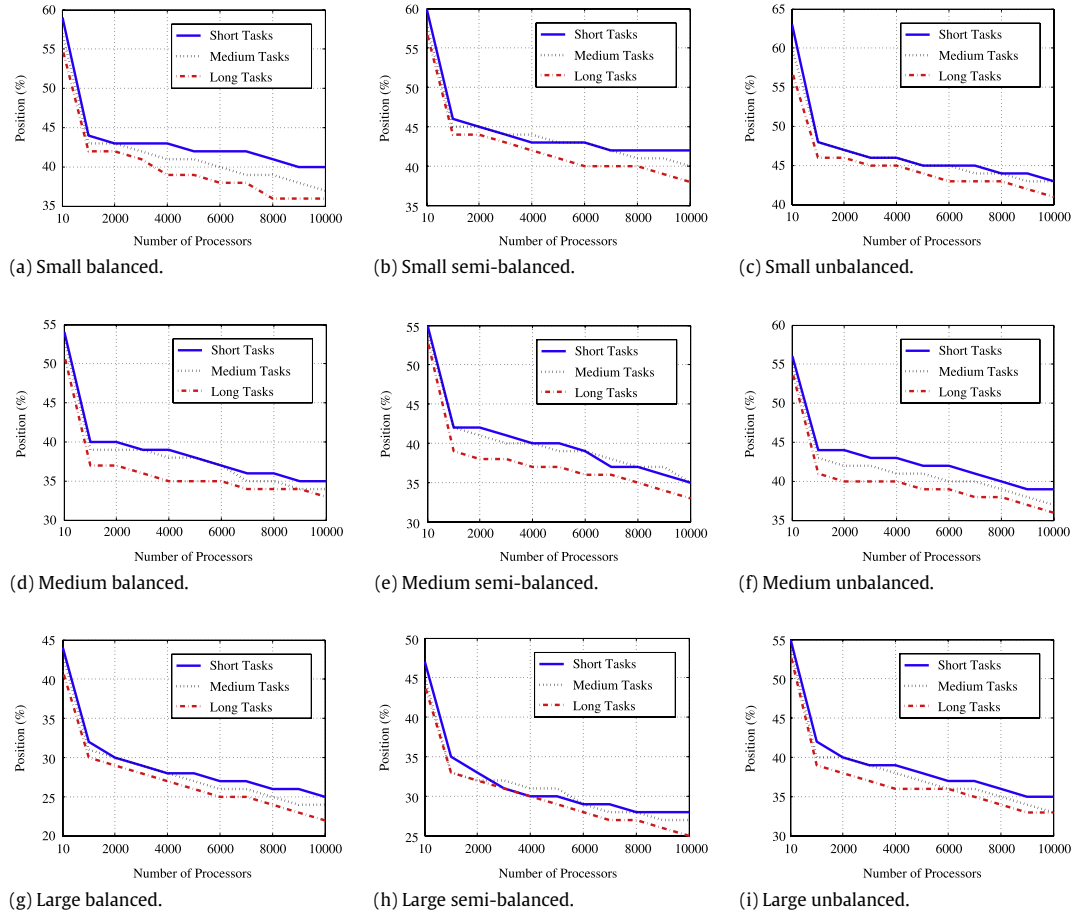 60
55
50
45
40
35
Position (%)
Short Tasks
Medium Tasks
Long Tasks
10 2000 4000 6000 8000 10000
Number of Processors
(a) Small balanced.
60
55
50
45
40
35
Position (%)
Short Tasks
Medium Tasks
Long Tasks
10 2000 4000 6000 8000 10000
Number of Processors
(b) Small semi-balanced.
65
60
55
50
45
40
Position (%)
Short Tasks
Medium Tasks
Long Tasks
10 2000 4000 6000 8000 10000
Number of Processors
(c) Small unbalanced.
55
50
45
40
35
30
Position (%)
Short Tasks
Medium Tasks
Long Tasks
10 2000 4000 6000 8000 10000
Number of Processors
(d) Medium balanced.
55
50
45
40
35
30
Position (%)
Short Tasks
Medium Tasks
Long Tasks
10 2000 4000 6000 8000 10000
Number of Processors
(e) Medium semi-balanced.
60
55
50
45
40
35
Position (%)
Short Tasks
Medium Tasks
Long Tasks
10 2000 4000 6000 8000 10000
Number of Processors
(f) Medium unbalanced.
45
40
35
30
25
20
Position (%)
Short Tasks
Medium Tasks
Long Tasks
10 2000 4000 6000 8000 10000
Number of Processors
(g) Large balanced.
50
45
40
35
30
25
Position (%)
Short Tasks
Medium Tasks
Long Tasks
10 2000 4000 6000 8000 10000
Number of Processors
(h) Large semi-balanced.
55
50
45
40
35
30
Position (%)
Short Tasks
Medium Tasks
Long Tasks
10 2000 4000 6000 8000 10000
Number of Processors
(i) Large unbalanced.